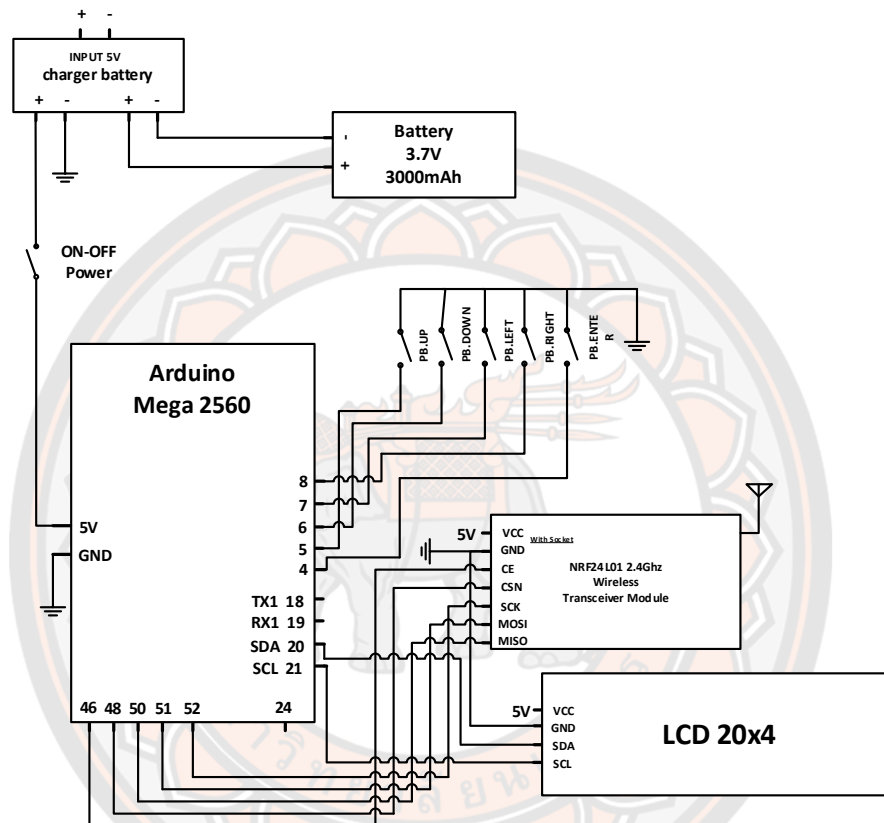 + -
INPUT 5V
charger battery
+ - + -
Battery
3.7V
3000mAh
-
+
ON-OFF
Power
PB.UP
PB.DOWN
PB.LEFT
PB.RIGHT
PB.ENTE
R
Arduino
Mega 2560
8
7
6
5
4
5V
GND
TX1 18
RX1 19
SDA 20
SCL 21
46 48 50 51 52 24
5V
VCC
GND
CE
CSN
SCK
MOSI
MISO
With Socket
NRF24L01 2.4Ghz
Wireless
Transceiver Module
5V
VCC
GND
SDA
SCL
LCD 20x4